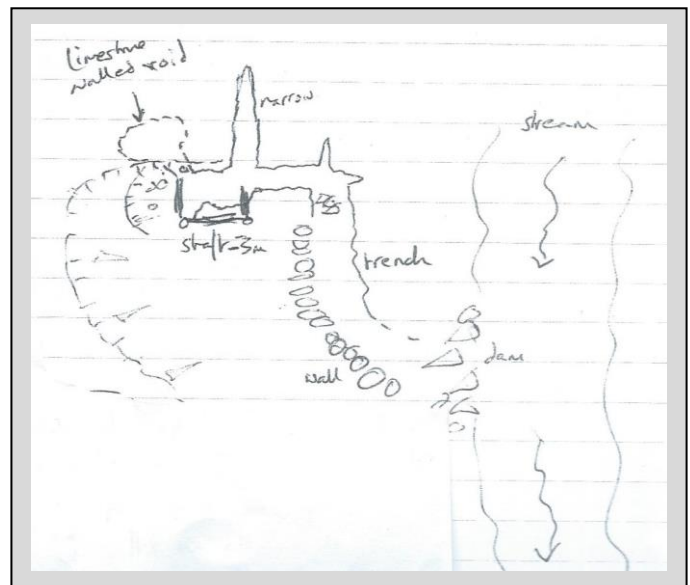 Limestone
walled void
narrow
stream
shaft-3m
trench
dam
wall